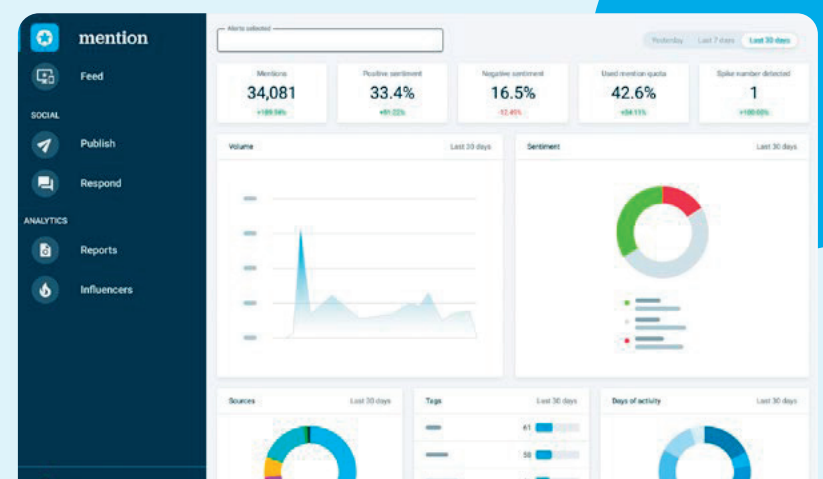 mention
Feed
SOCIAL
Publish
Respond
ANALYTICS
Reports
Influencers
Alerts selected
Yesterday Last 7 days Last 30 days
Mentions Positive sentiment Negative sentiment Used mention quota Spike number detected
34,081 33.4% 16.5% 42.6% 1
Volume Last 30 days Sentiment Last 30 days
Sources Last 30 days Tags Last 30 days Days of activity Last 30 days
61
50